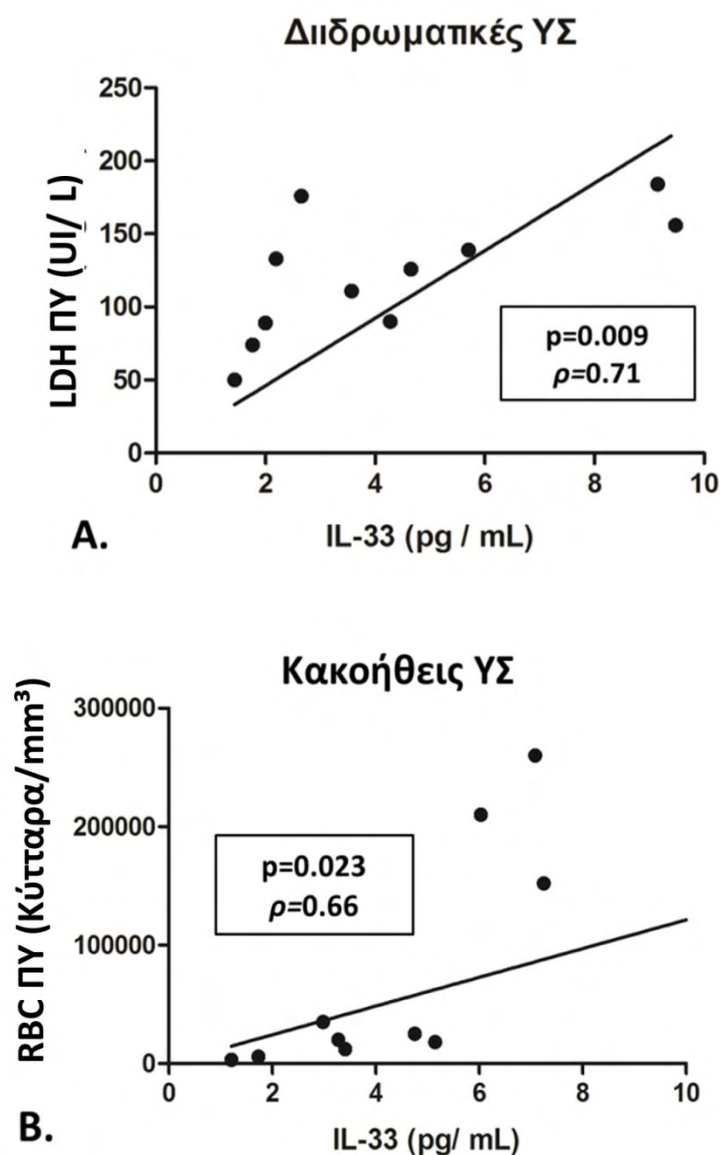 Διιδρωματικές ΥΣ
LDH ΠΥ (UI/ L)
250
200
150
100
50
0
p=0.009
ρ=0.71
0 2 4 6 8 10
A.
IL-33 (pg / mL)
Κακοήθεις ΥΣ
RBC ΠΥ (Κύτταρα/mm³)
300000
200000
100000
0
p=0.023
ρ=0.66
0 2 4 6 8 10
B.
IL-33 (pg/ mL)